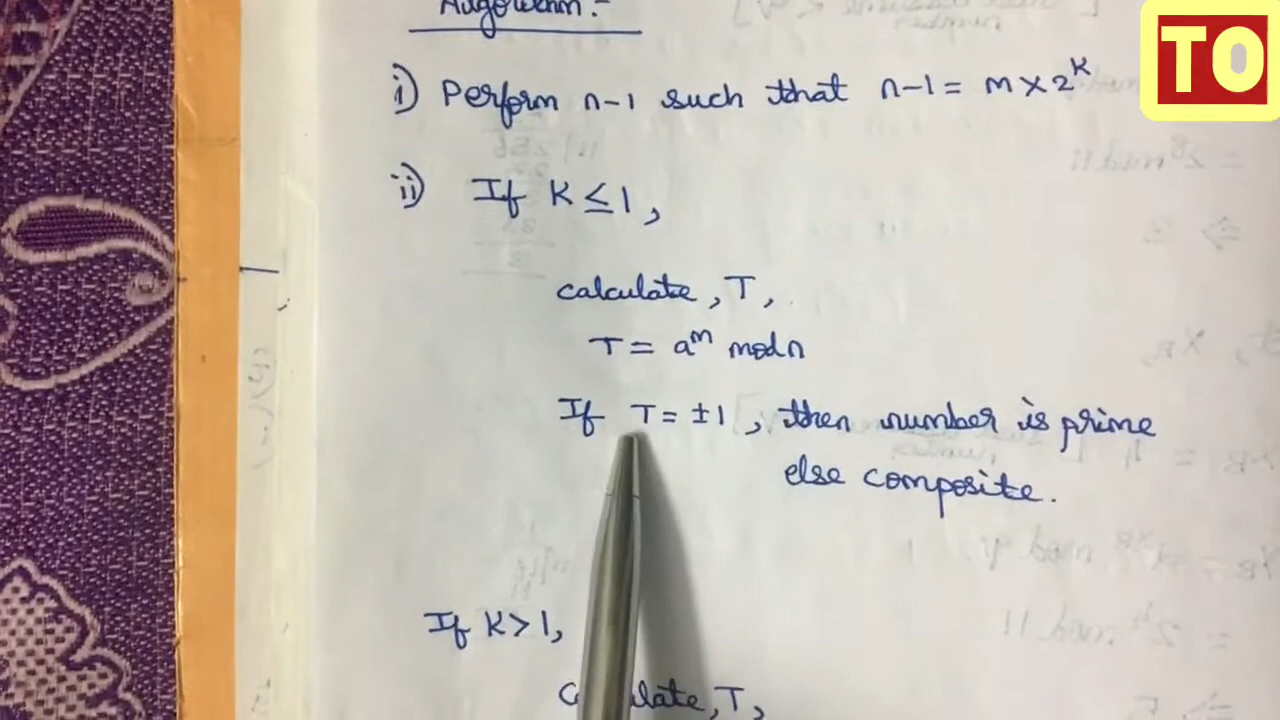 Algorithm:-
TO
i) Perform n-1 such that n-1 = m x 2^k
ii) If K ≤ 1,
calculate, T,
T = a^m mod n
If T = ±1, then number is prime
else composite.
If K > 1,
calculate, T,